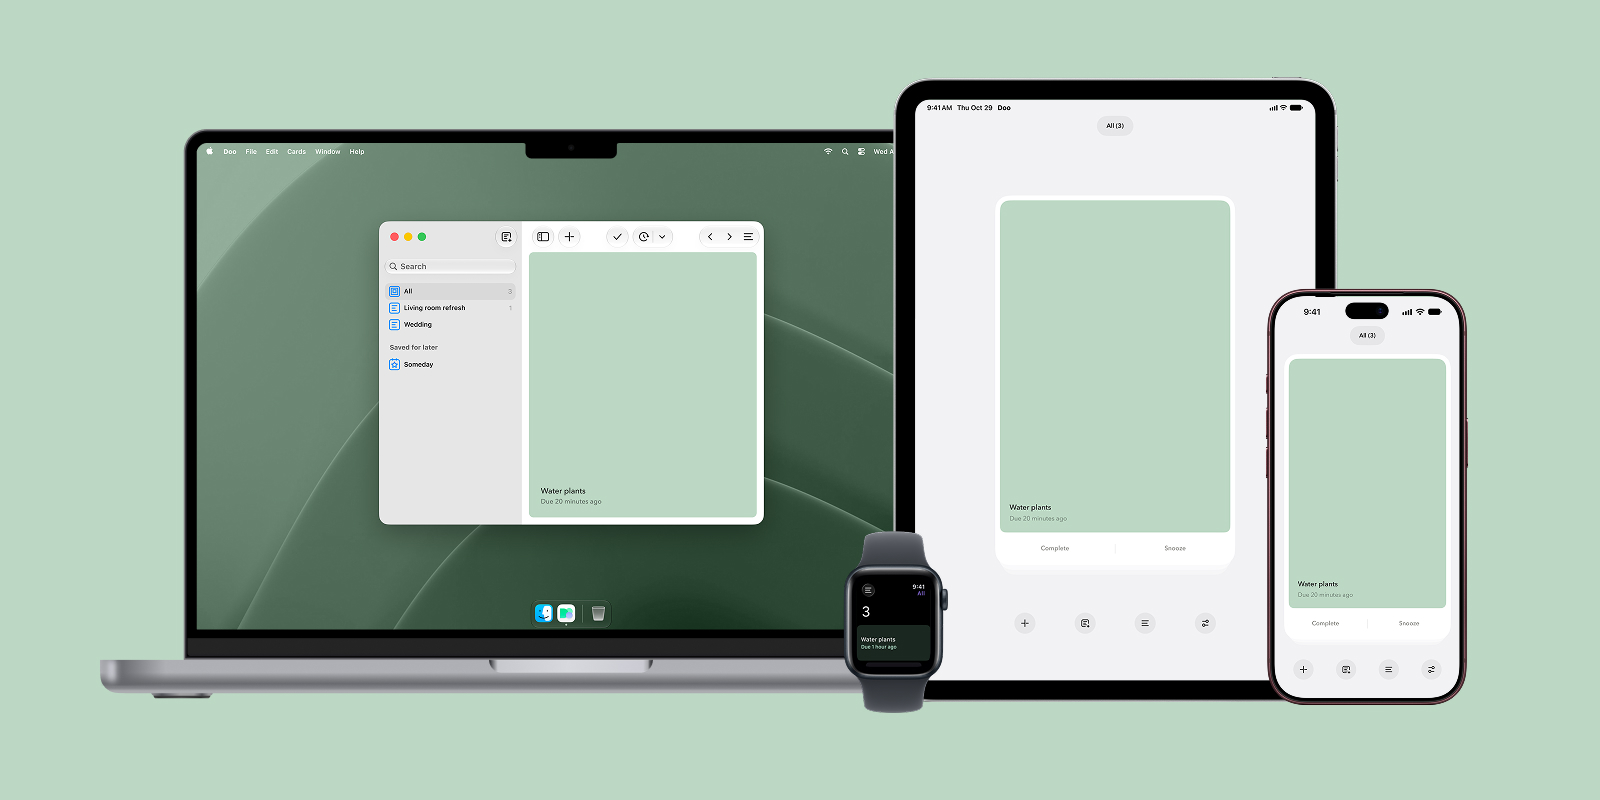 Doo File Edit Cards Window Help
Wed A
Search
All 3
Living room refresh 1
Wedding
Saved for later
Someday
Water plants
Due 20 minutes ago
9:41
All
3
Water plants
Due 1 hour ago
9:41 AM Thu Oct 29 Doo
All (3)
Water plants
Due 20 minutes ago
Complete Snooze
9:41
All (3)
Water plants
Due 20 minutes ago
Complete Snooze